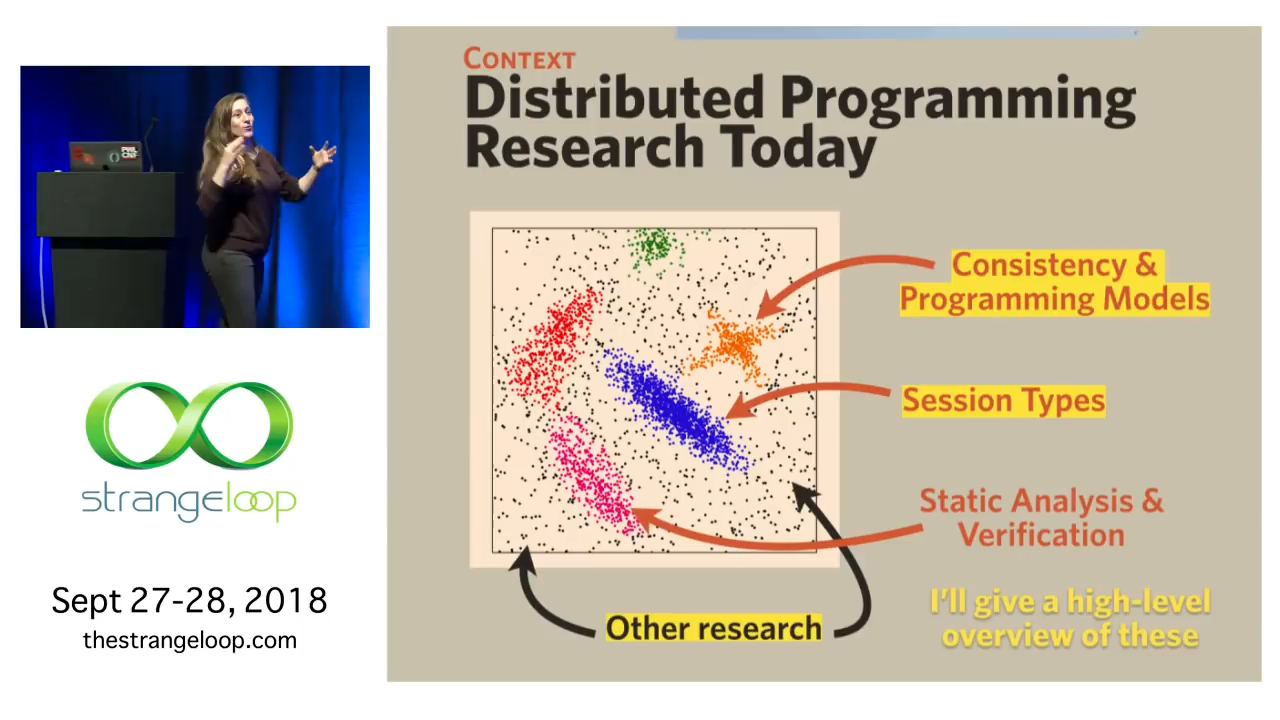 CONTEXT
Distributed Programming
Research Today
Consistency &
Programming Models
Session Types
Static Analysis &
Verification
Other research
I'll give a high-level
overview of these
strangeloop
Sept 27-28, 2018
thestrangeloop.com